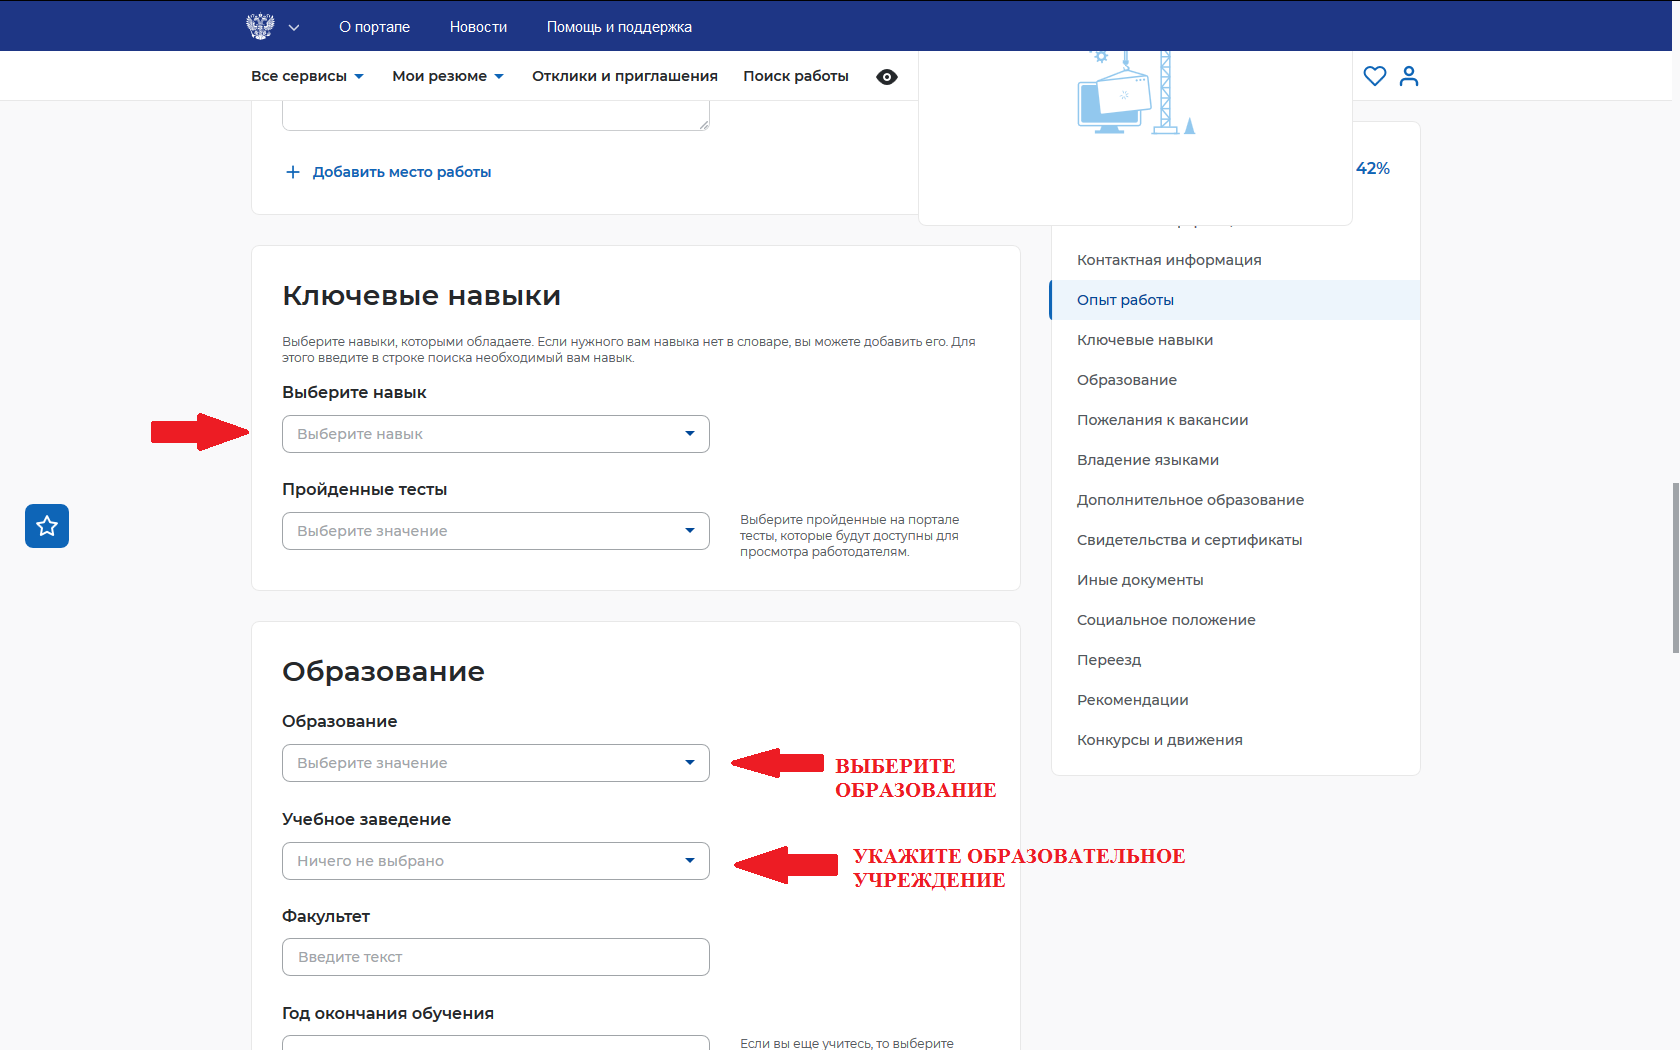 О портале
Новости
Помощь и поддержка
Все сервисы
Мои резюме
Отклики и приглашения
Поиск работы
42%
Добавить место работы
Контактная информация
Опыт работы
Ключевые навыки
Образование
Пожелания к вакансии
Владение языками
Дополнительное образование
Свидетельства и сертификаты
Иные документы
Социальное положение
Переезд
Рекомендации
Конкурсы и движения
Ключевые навыки
Выберите навыки, которыми обладаете. Если нужного вам навыка нет в словаре, вы можете добавить его. Для
этого введите в строке поиска необходимый вам навык.
Выберите навык
Выберите навык
Пройденные тесты
Выберите значение
Выберите пройденные на портале
тесты, которые будут доступны для
просмотра работодателям.
Образование
Образование
Выберите значение
ВЫБЕРИТЕ
ОБРАЗОВАНИЕ
Учебное заведение
Ничего не выбрано
УКАЖИТЕ ОБРАЗОВАТЕЛЬНОЕ
УЧРЕЖДЕНИЕ
Факультет
Введите текст
Год окончания обучения
Если вы еще учитесь, то выберите